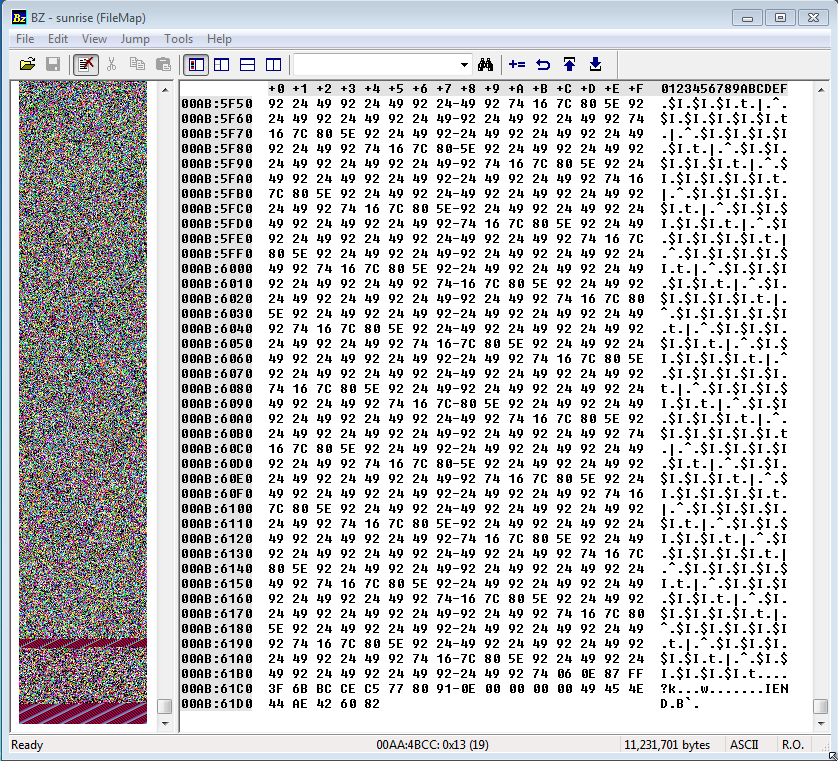 BZ - sunrise (FileMap)
File Edit View Jump Tools Help
+0 +1 +2 +3 +4 +5 +6 +7 +8 +9 +A +B +C +D +E +F 0123456789ABCDEF
00AB:5F50 92 24 49 92 24 49 92 24-49 92 74 16 7C 80 5E 92 .$I.$I.$I.t.|.^.
00AB:5F60 24 49 92 24 49 92 24 49-92 24 49 92 24 49 92 74 $I.$I.$I.$I.$I.t
00AB:5F70 16 7C 80 5E 92 24 49 92-24 49 92 24 49 92 24 49 .|.^.$I.$I.$I.$I
00AB:5F80 92 24 49 92 74 16 7C 80-5E 92 24 49 92 24 49 92 .$I.t.|.^.$I.$I.
00AB:5F90 24 49 92 24 49 92 24 49-92 74 16 7C 80 5E 92 24 $I.$I.$I.t.|.^.$
00AB:5FA0 49 92 24 49 92 24 49 92-24 49 92 24 49 92 74 16 I.$I.$I.$I.$I.t.
00AB:5FB0 7C 80 5E 92 24 49 92 24-49 92 24 49 92 24 49 92 |.^.$I.$I.$I.$I.
00AB:5FC0 24 49 92 74 16 7C 80 5E-92 24 49 92 24 49 92 24 $I.t.|.^.$I.$I.$
00AB:5FD0 49 92 24 49 92 24 49 92-74 16 7C 80 5E 92 24 49 I.$I.$I.t.|.^.$I
00AB:5FE0 92 24 49 92 24 49 92 24-49 92 24 49 92 74 16 7C .$I.$I.$I.$I.t.|
00AB:5FF0 80 5E 92 24 49 92 24 49-92 24 49 92 24 49 92 24 .^.$I.$I.$I.$I.$
00AB:6000 49 92 74 16 7C 80 5E 92-24 49 92 24 49 92 24 49 I.t.|.^.$I.$I.$I
00AB:6010 92 24 49 92 24 49 92 74-16 7C 80 5E 92 24 49 92 .$I.$I.t.|.^.$I.
00AB:6020 24 49 92 24 49 92 24 49-92 24 49 92 74 16 7C 80 $I.$I.$I.$I.t.|.
00AB:6030 5E 92 24 49 92 24 49 92-24 49 92 24 49 92 24 49 ^.$I.$I.$I.$I.$I
00AB:6040 92 74 16 7C 80 5E 92 24-49 92 24 49 92 24 49 92 .t.|.^.$I.$I.$I.
00AB:6050 24 49 92 24 49 92 74 16-7C 80 5E 92 24 49 92 24 $I.$I.t.|.^.$I.$
00AB:6060 49 92 24 49 92 24 49 92-24 49 92 74 16 7C 80 5E I.$I.$I.$I.t.|.^
00AB:6070 92 24 49 92 24 49 92 24-49 92 24 49 92 24 49 92 .$I.$I.$I.$I.$I.
00AB:6080 74 16 7C 80 5E 92 24 49-92 24 49 92 24 49 92 24 t.|.^.$I.$I.$I.$
00AB:6090 49 92 24 49 92 74 16 7C-80 5E 92 24 49 92 24 49 I.$I.t.|.^.$I.$I
00AB:60A0 92 24 49 92 24 49 92 24-49 92 74 16 7C 80 5E 92 .$I.$I.$I.t.|.^.
00AB:60B0 24 49 92 24 49 92 24 49-92 24 49 92 24 49 92 74 $I.$I.$I.$I.$I.t
00AB:60C0 16 7C 80 5E 92 24 49 92-24 49 92 24 49 92 24 49 .|.^.$I.$I.$I.$I
00AB:60D0 92 24 49 92 74 16 7C 80-5E 92 24 49 92 24 49 92 .$I.t.|.^.$I.$I.
00AB:60E0 24 49 92 24 49 92 24 49-92 74 16 7C 80 5E 92 24 $I.$I.$I.t.|.^.$
00AB:60F0 49 92 24 49 92 24 49 92-24 49 92 24 49 92 74 16 I.$I.$I.$I.$I.t.
00AB:6100 7C 80 5E 92 24 49 92 24-49 92 24 49 92 24 49 92 |.^.$I.$I.$I.$I.
00AB:6110 24 49 92 74 16 7C 80 5E-92 24 49 92 24 49 92 24 $I.t.|.^.$I.$I.$
00AB:6120 49 92 24 49 92 24 49 92-74 16 7C 80 5E 92 24 49 I.$I.$I.t.|.^.$I
00AB:6130 92 24 49 92 24 49 92 24-49 92 24 49 92 74 16 7C .$I.$I.$I.$I.t.|
00AB:6140 80 5E 92 24 49 92 24 49-92 24 49 92 24 49 92 24 .^.$I.$I.$I.$I.$
00AB:6150 49 92 74 16 7C 80 5E 92-24 49 92 24 49 92 24 49 I.t.|.^.$I.$I.$I
00AB:6160 92 24 49 92 24 49 92 74-16 7C 80 5E 92 24 49 92 .$I.$I.t.|.^.$I.
00AB:6170 24 49 92 24 49 92 24 49-92 24 49 92 74 16 7C 80 $I.$I.$I.$I.t.|.
00AB:6180 5E 92 24 49 92 24 49 92-24 49 92 24 49 92 24 49 ^.$I.$I.$I.$I.$I
00AB:6190 92 74 16 7C 80 5E 92 24-49 92 24 49 92 24 49 92 .t.|.^.$I.$I.$I.
00AB:61A0 24 49 92 24 49 92 74 16-7C 80 5E 92 24 49 92 24 $I.$I.t.|.^.$I.$
00AB:61B0 49 92 24 49 92 24 49 92-24 49 92 74 06 0E 87 FF I.$I.$I.$I.t....
00AB:61C0 3F 6B BC CE C5 77 80 91-0E 00 00 00 00 49 45 4E ?k...w.......IEN
00AB:61D0 44 AE 42 60 82 D.B`.
Ready 00AA:4BCC: 0x13 (19) 11,231,701 bytes ASCII R.O.